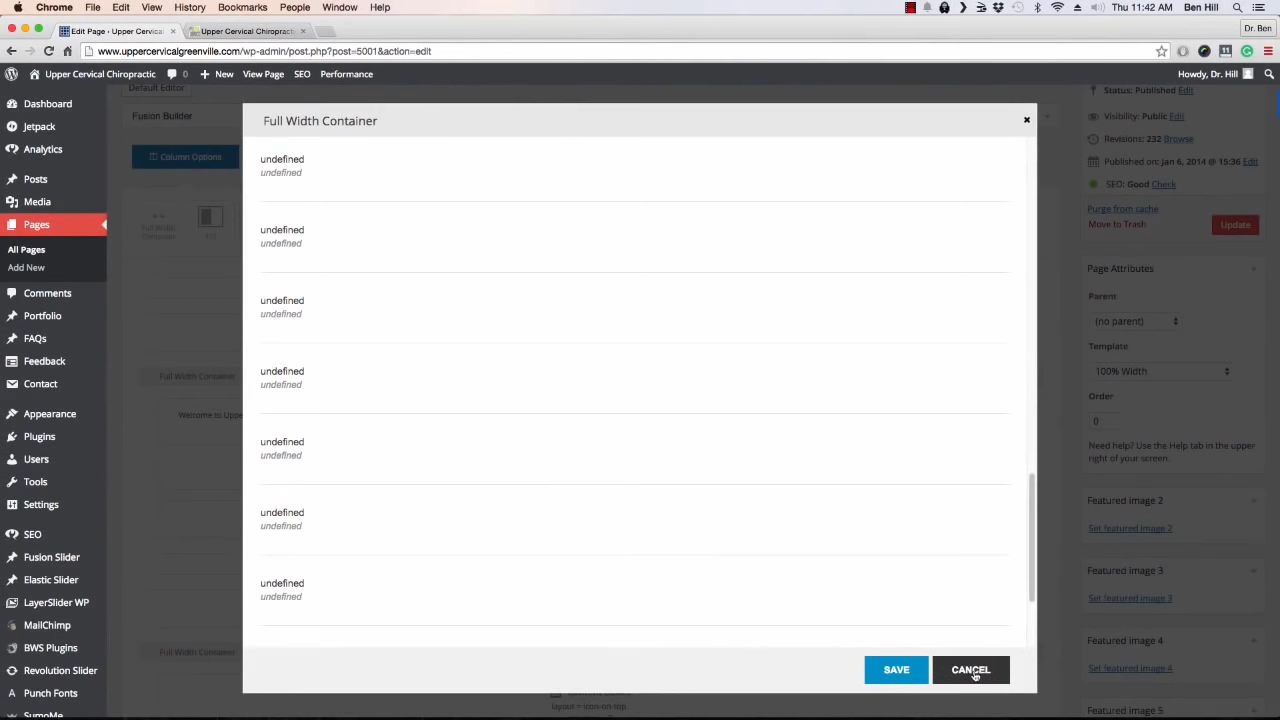 Chrome File Edit View History Bookmarks People Window Help Thu 11:42 AM Ben Hill
Edit Page ‹ Upper Cervical × Upper Cervical Chiropract × Dr. Ben
www.uppercervicalgreenville.com/wp-admin/post.php?post=5001&action=edit
Upper Cervical Chiropractic 0 + New View Page SEO Performance Howdy, Dr. Hill
Dashboard
Jetpack
Analytics
Posts
Media
Pages
All Pages
Add New
Comments
Portfolio
FAQs
Feedback
Contact
Appearance
Plugins
Users
Tools
Settings
SEO
Fusion Slider
Elastic Slider
LayerSlider WP
MailChimp
BWS Plugins
Revolution Slider
Punch Fonts
SumoMe
Default Editor
Fusion Builder
Column Options
Full Width
Container
Full Width Container
Welcome to Uppe
Full Width Container
Full Width Container ×
undefined
undefined
undefined
undefined
undefined
undefined
undefined
undefined
undefined
undefined
undefined
undefined
undefined
undefined
SAVE CANCEL
layout = icon-on-top
Status: Published Edit
Visibility: Public Edit
Revisions: 232 Browse
Published on: Jan 6, 2014 @ 15:36 Edit
SEO: Good Check
Purge from cache
Move to Trash Update
Page Attributes
Parent
(no parent)
Template
100% Width
Order
0
Need help? Use the Help tab in the upper
right of your screen.
Featured image 2
Set featured image 2
Featured image 3
Set featured image 3
Featured image 4
Set featured image 4
Featured image 5